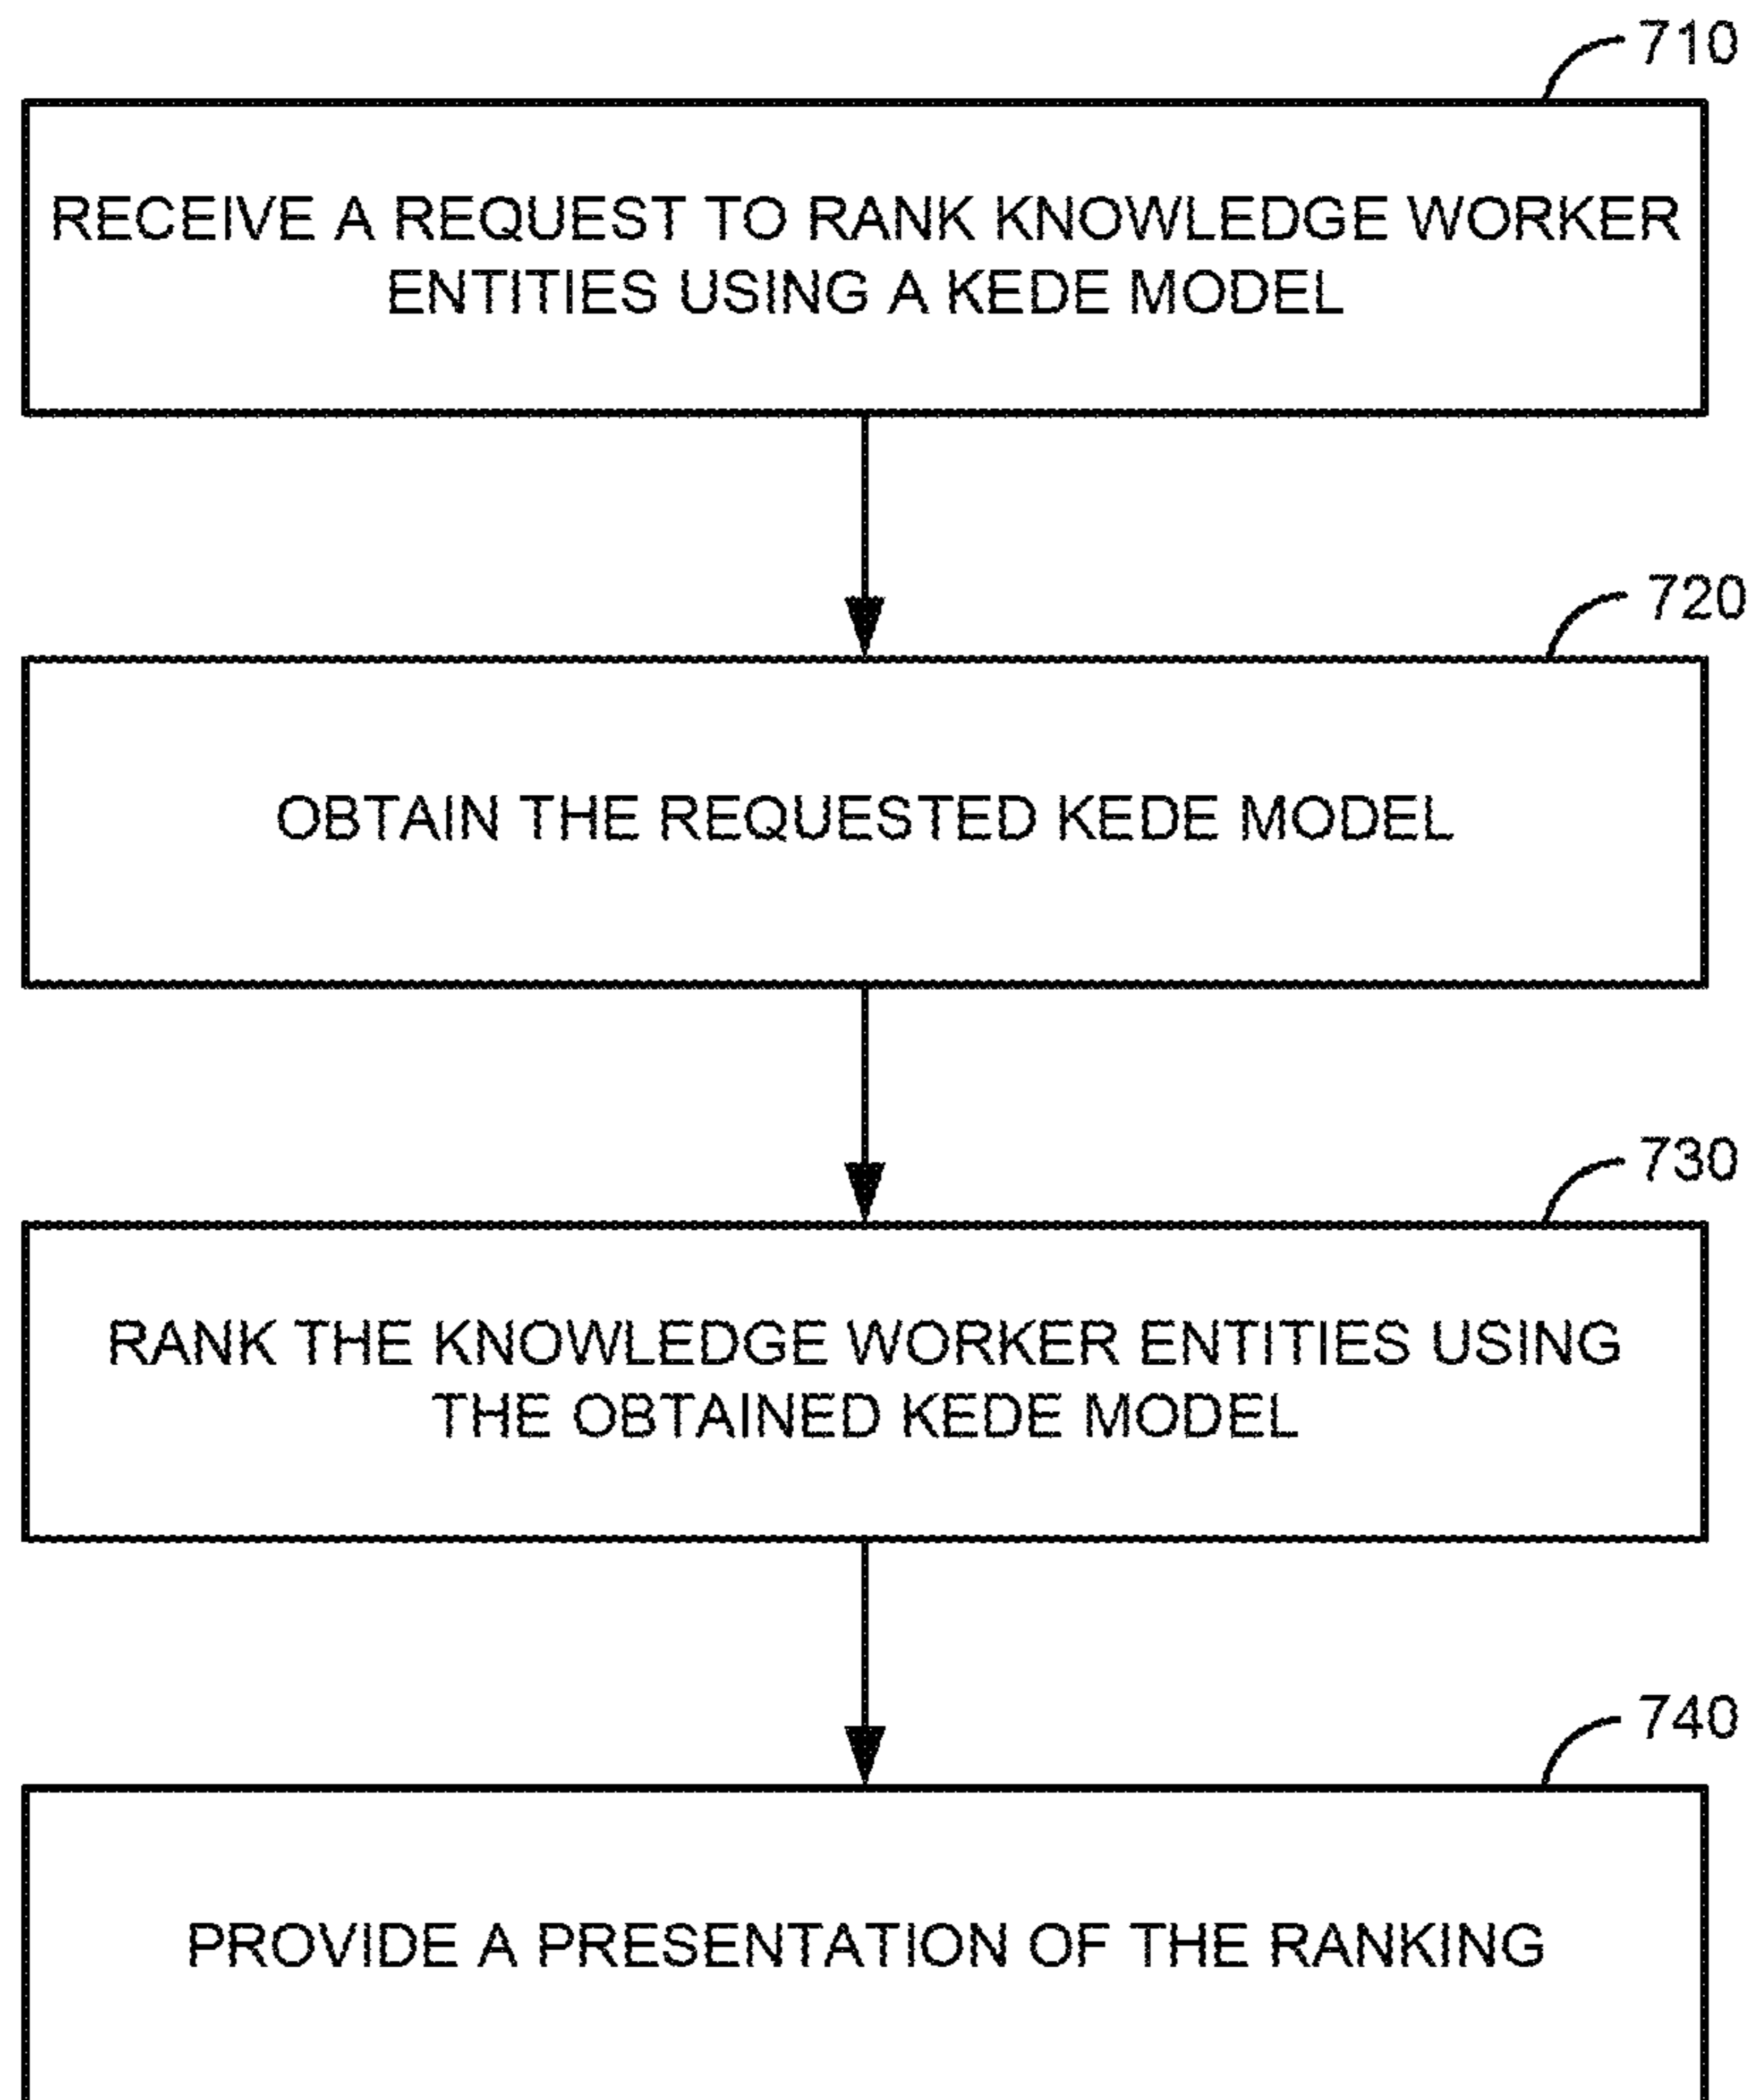 710
RECEIVE A REQUEST TO RANK KNOWLEDGE WORKER
ENTITIES USING A KEDE MODEL
720
OBTAIN THE REQUESTED KEDE MODEL
730
RANK THE KNOWLEDGE WORKER ENTITIES USING
THE OBTAINED KEDE MODEL
740
PROVIDE A PRESENTATION OF THE RANKING